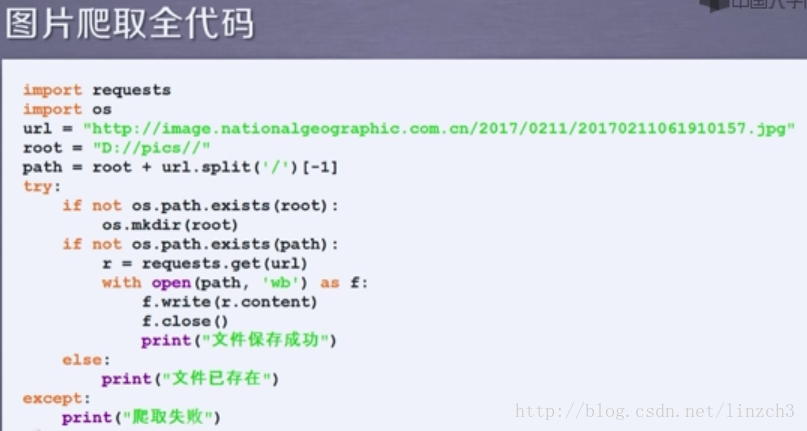 中国大学
图片爬取全代码
import requests
import os
url = "http://image.nationalgeographic.com.cn/2017/0211/20170211061910157.jpg"
root = "D://pics//"
path = root + url.split('/')[-1]
try:
    if not os.path.exists(root):
        os.mkdir(root)
    if not os.path.exists(path):
        r = requests.get(url)
        with open(path, 'wb') as f:
            f.write(r.content)
            f.close()
            print("文件保存成功")
    else:
        print("文件已存在")
except:
    print("爬取失败")
http://blog.csdn.net/linzch3